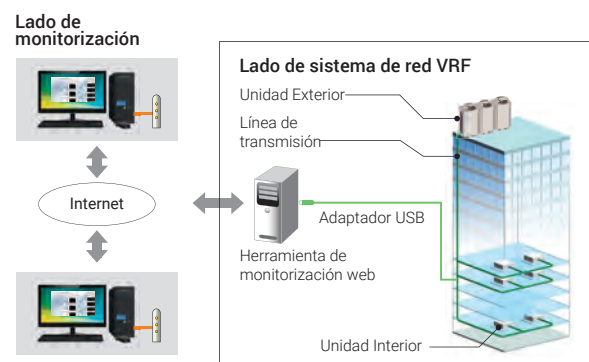 Lado de
monitorización
Lado de sistema de red VRF
Unidad Exterior
Línea de
transmisión
Internet
Adaptador USB
Herramienta de
monitorización web
Unidad Interior